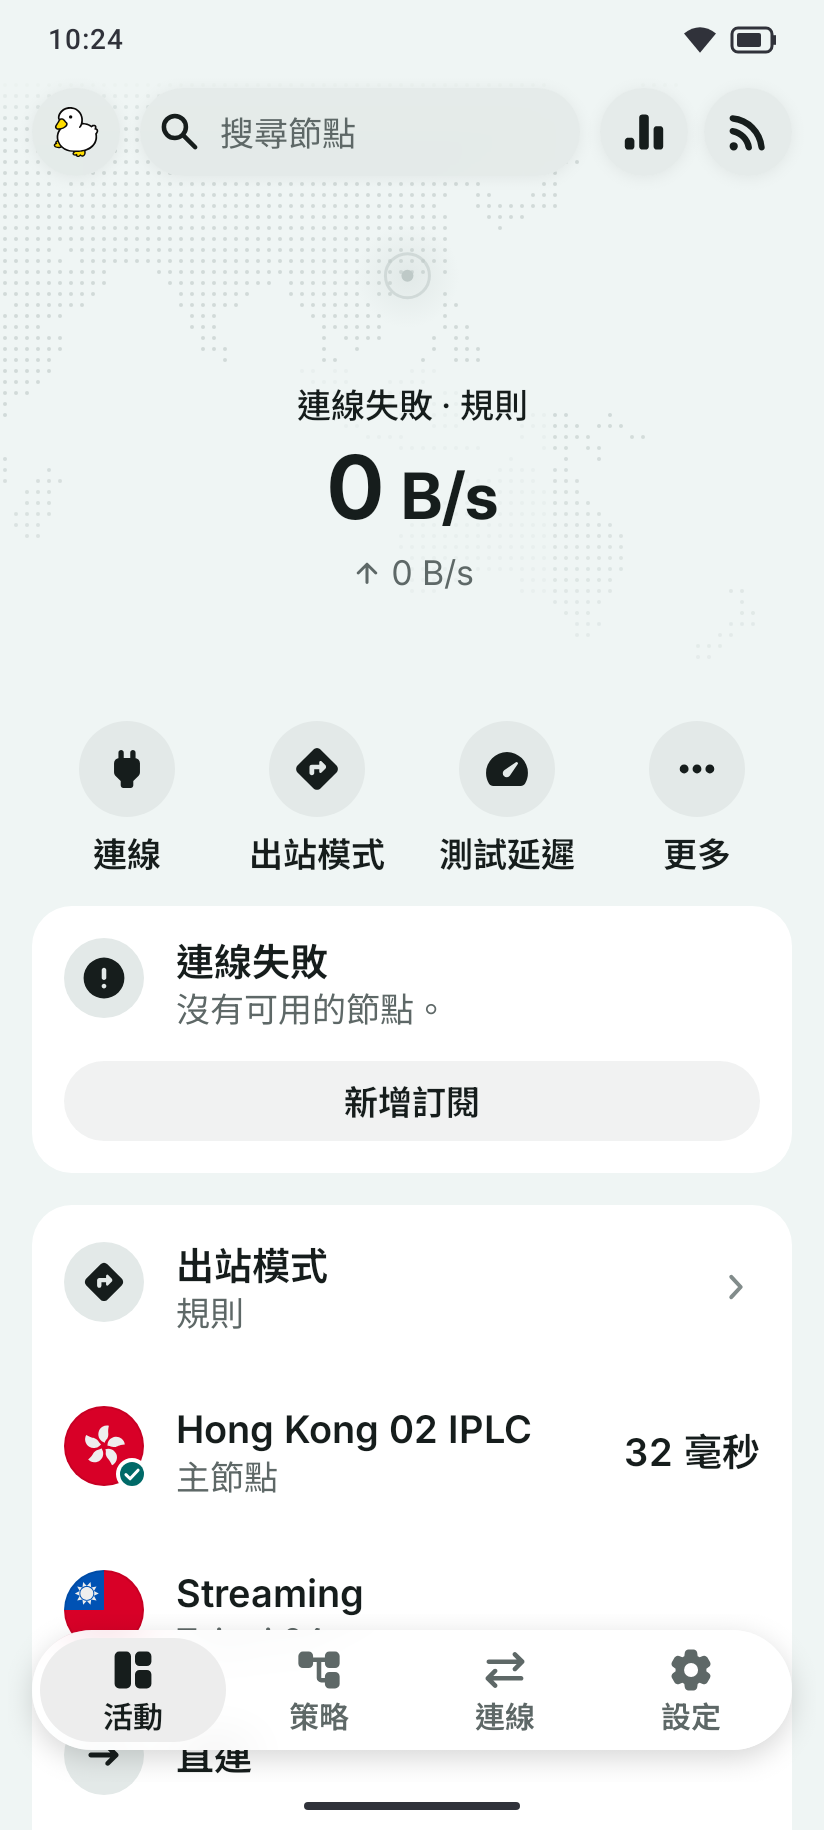 10:24
搜尋節點
連線失敗 · 規則
0 B/s
↑ 0 B/s
連線
出站模式
測試延遲
更多
連線失敗
沒有可用的節點。
新增訂閱
出站模式
規則
Hong Kong 02 IPLC
主節點
32 毫秒
Streaming
活動
策略
連線
設定
直連